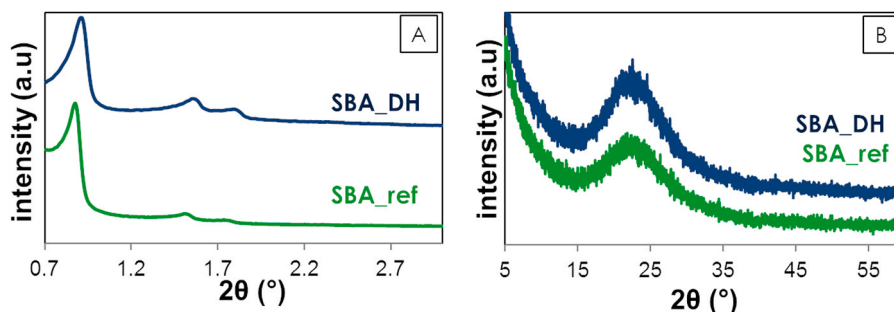 A
intensity (a.u)
SBA_DH
SBA_ref
0.7 1.2 1.7 2.2 2.7
2θ (°)
B
intensity (a.u)
SBA_DH
SBA_ref
5 15 25 35 45 55
2θ (°)